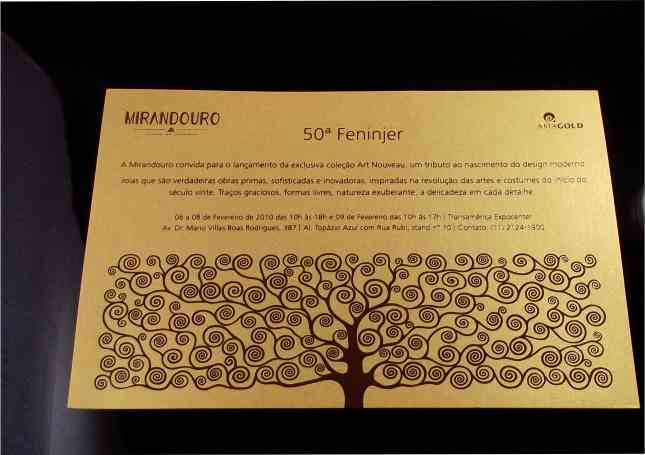 MIRANDOURO
ARTAGOLD
50ª Feninjer
A Mirandouro convida para o lançamento da exclusiva coleção Art Nouveau, um tributo ao nascimento do design moderno.
Joias que são verdadeiras obras primas, sofisticadas e inovadoras, inspiradas na revolução das artes e costumes do início do
século vinte. Traços graciosos, formas livres, natureza exuberante, a delicadeza em cada detalhe.
06 a 08 de Fevereiro de 2010 das 10h às 18h e 09 de Fevereiro das 10h às 17h | Transamérica Expocenter
Av. Dr. Mario Villas Boas Rodrigues, 387 | Al. Topázio Azul com Rua Rubi, stand nº 10 | Contato: (11) 2124-1800